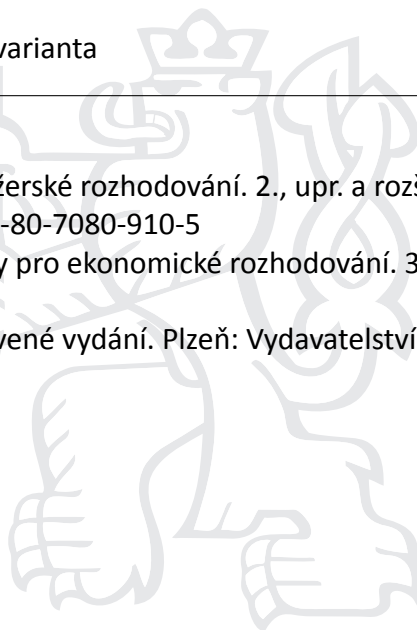 varianta
žerské rozhodování. 2., upr. a rozš
-80-7080-910-5
y pro ekonomické rozhodování. 3
vené vydání. Plzeň: Vydavatelství